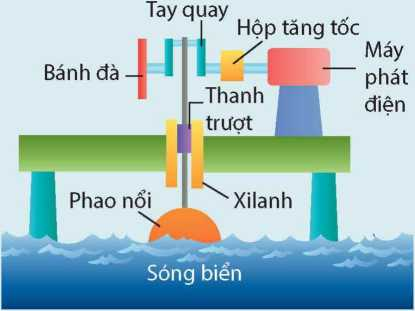 Tay quay
Hộp tăng tốc
Bánh đà
Máy
phát
điện
Thanh
trượt
Phao nổi
Xilanh
Sóng biển